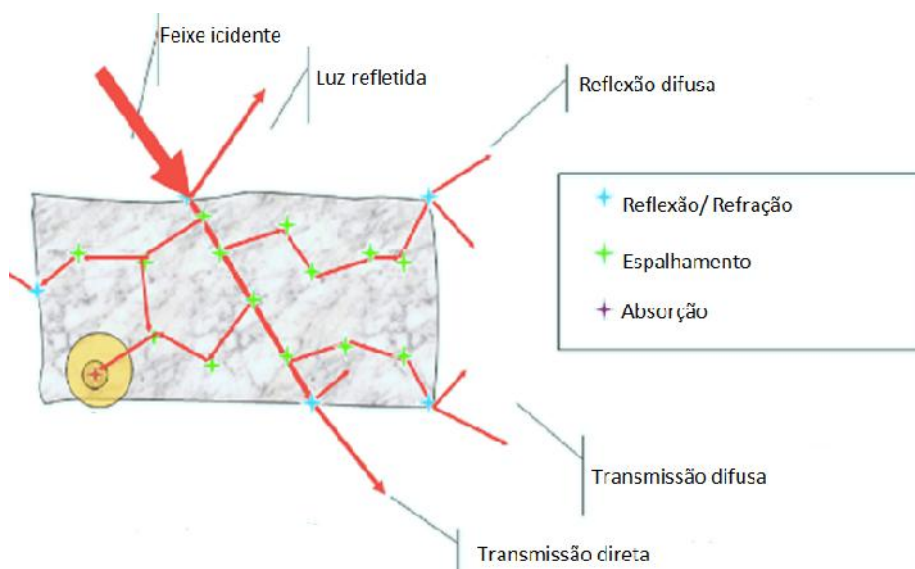 Feixe icidente
Luz refletida
Reflexão difusa
Reflexão/ Refração
Espalhamento
Absorção
Transmissão difusa
Transmissão direta